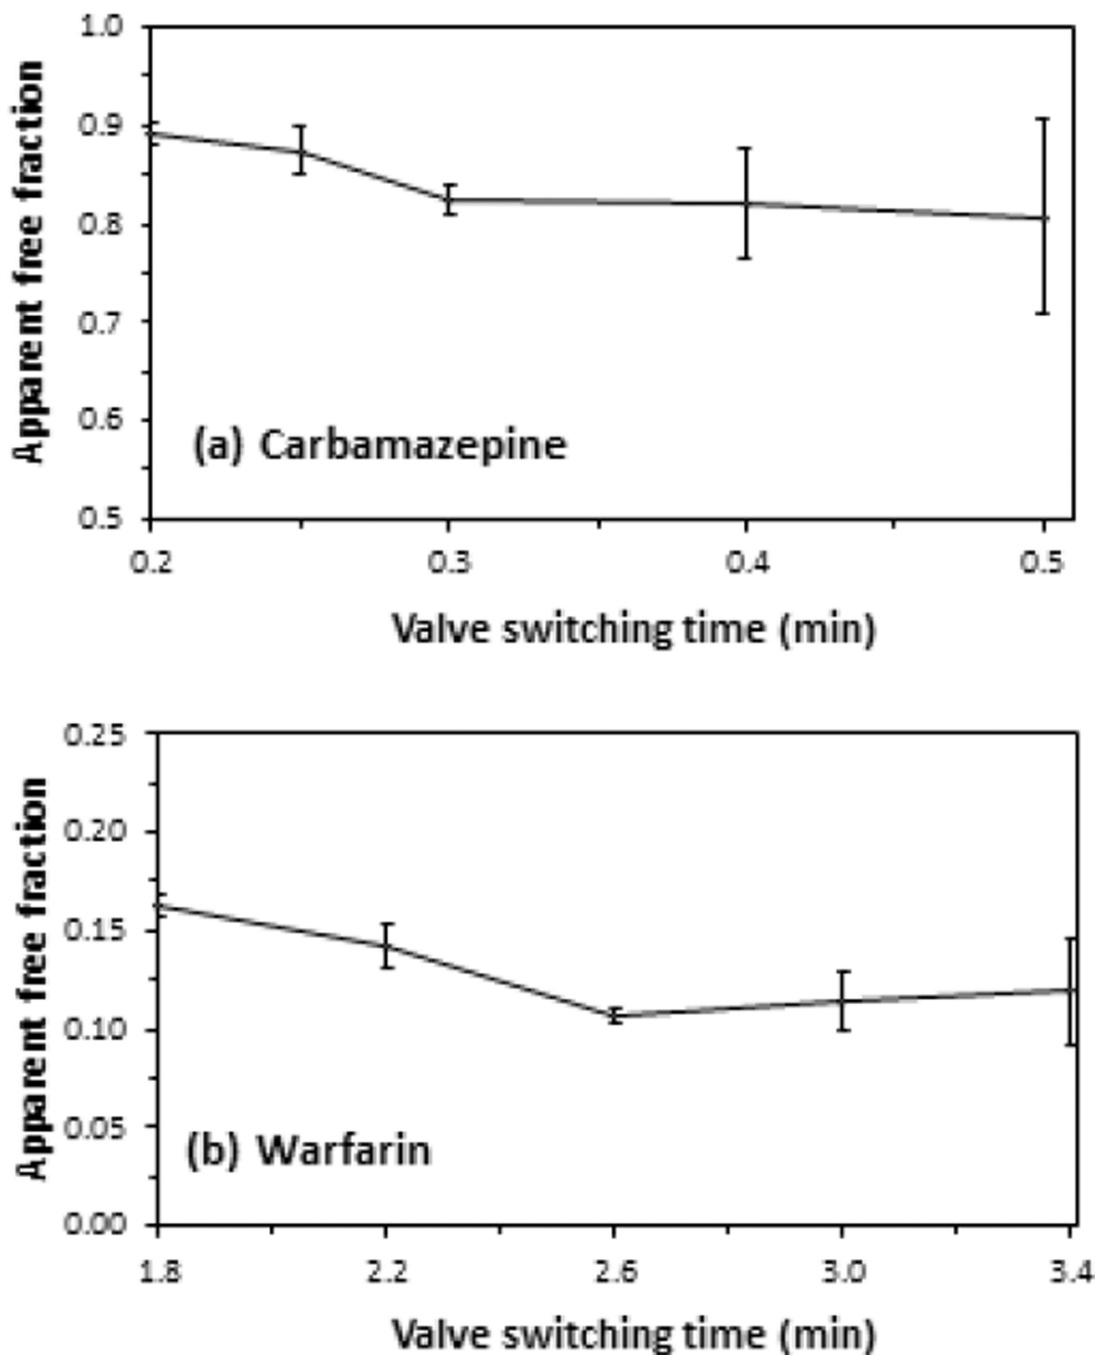 Apparent free fraction
1.0
0.9
0.8
0.7
0.6
0.5
(a) Carbamazepine
0.2 0.3 0.4 0.5
Valve switching time (min)
Apparent free fraction
0.25
0.20
0.15
0.10
0.05
0.00
(b) Warfarin
1.8 2.2 2.6 3.0 3.4
Valve switching time (min)